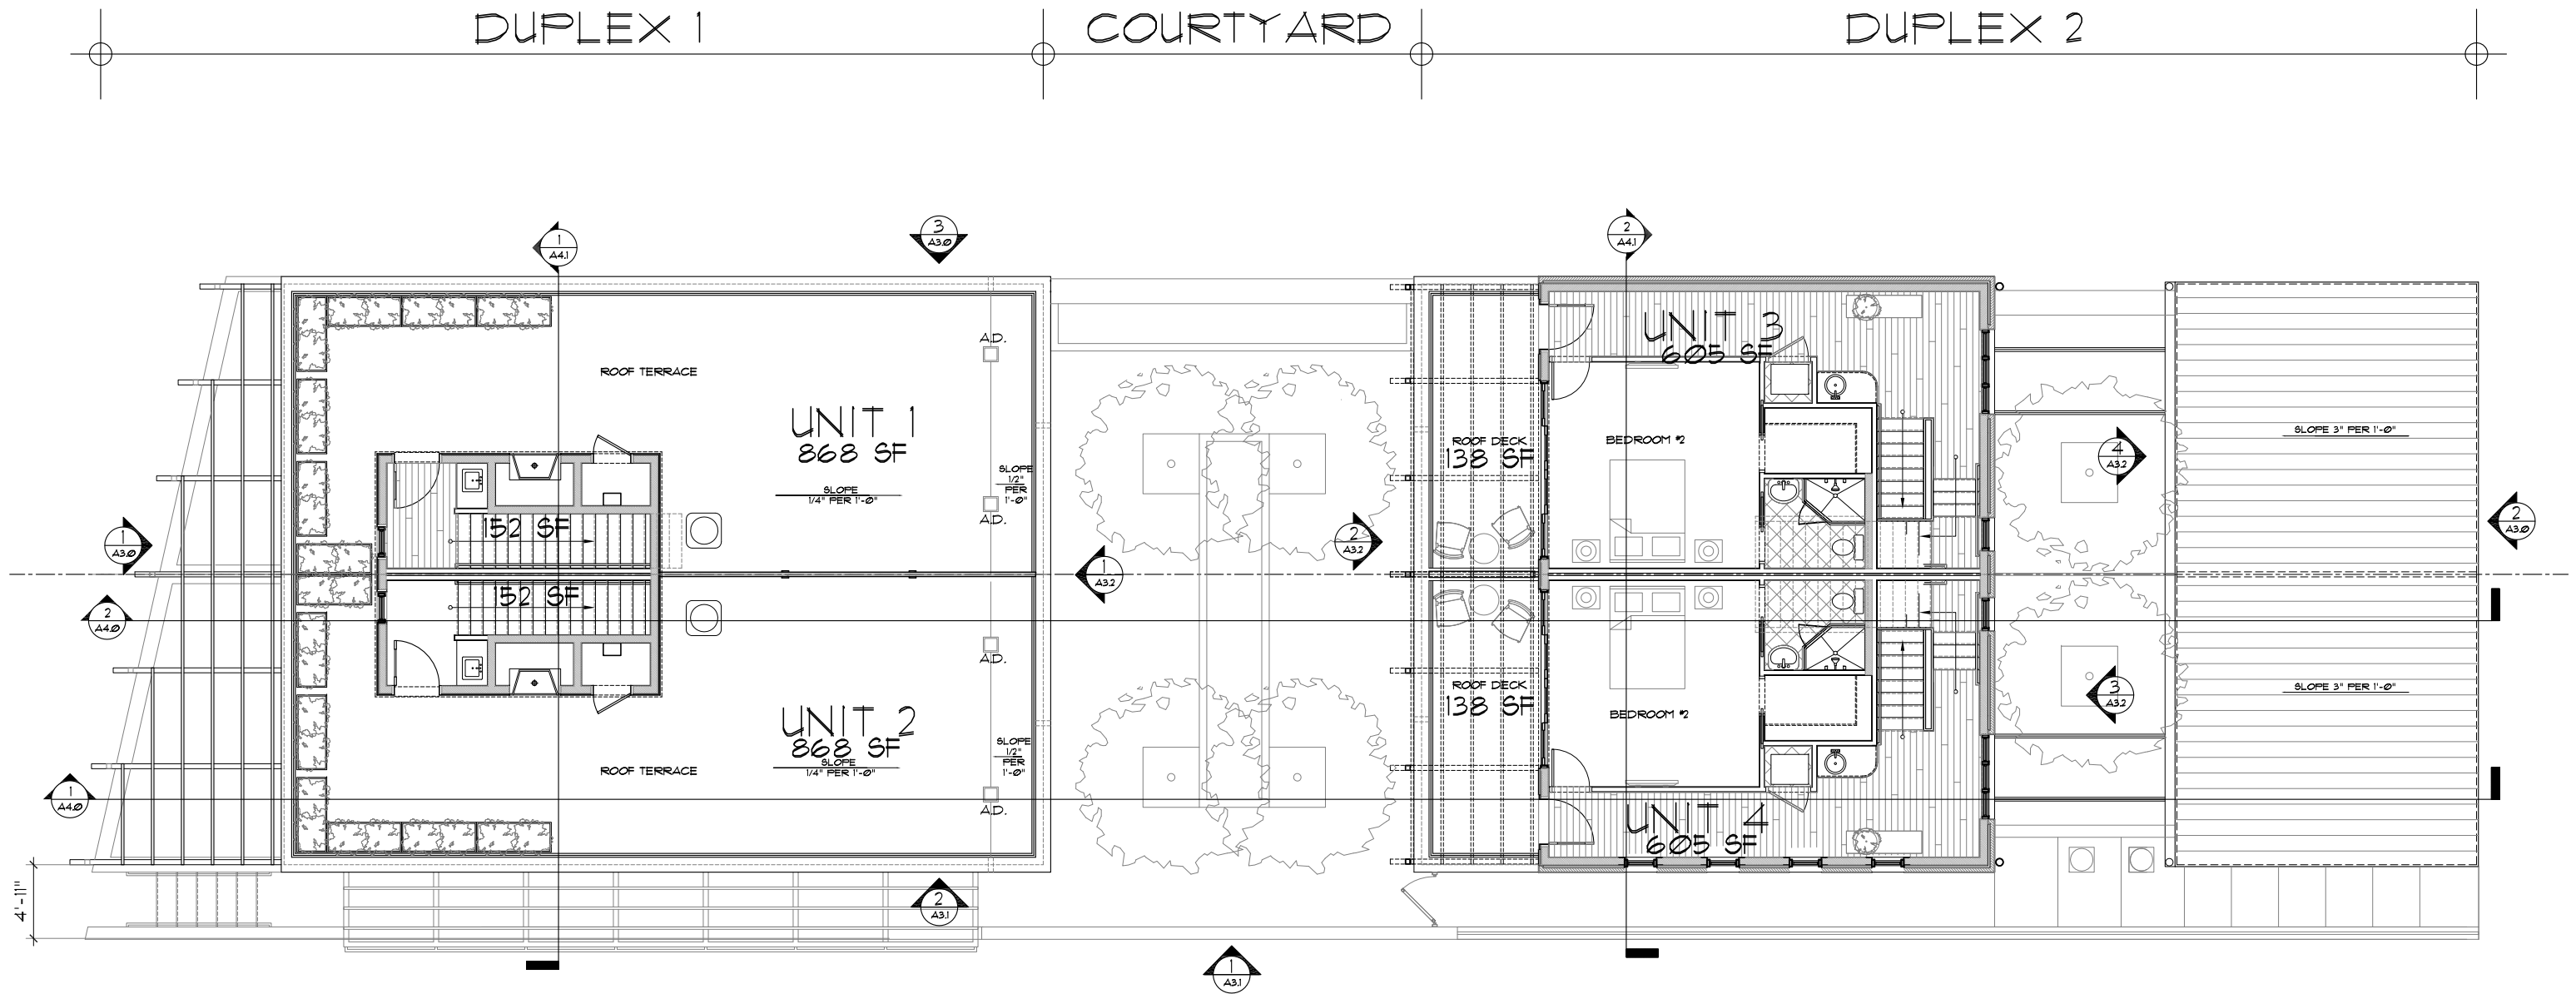 DUPLEX 1
COURTYARD
DUPLEX 2
3
A3.0
1
A4.1
2
A4.1
A.D.
UNIT 3
605 SF
ROOF TERRACE
UNIT 1
868 SF
SLOPE
1/4" PER 1'-0"
SLOPE
1/2"
PER
1'-0"
A.D.
ROOF DECK
138 SF
BEDROOM #2
SLOPE 3" PER 1'-0"
4
A3.2
152 SF
1
A3.0
2
A3.2
2
A3.0
1
A3.2
152 SF
2
A4.0
A.D.
ROOF DECK
138 SF
BEDROOM #2
SLOPE 3" PER 1'-0"
3
A3.2
UNIT 2
868 SF
SLOPE
1/4" PER 1'-0"
SLOPE
1/2"
PER
1'-0"
ROOF TERRACE
1
A4.0
A.D.
UNIT 4
605 SF
4'-11"
2
A3.1
1
A3.1